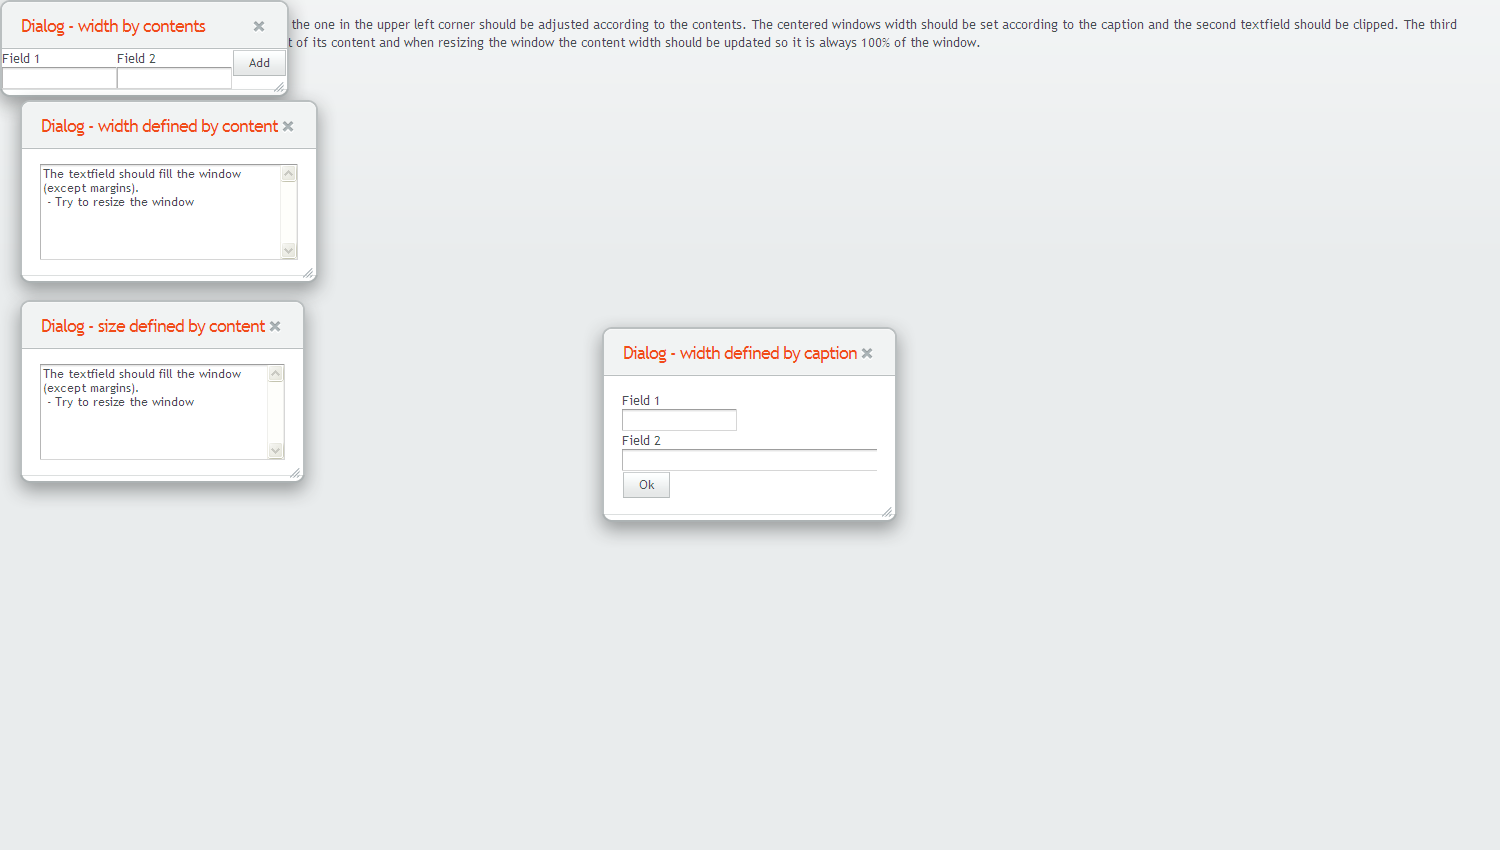 the one in the upper left corner should be adjusted according to the contents. The centered windows width should be set according to the caption and the second textfield should be clipped. The third
of its content and when resizing the window the content width should be updated so it is always 100% of the window.
Dialog - width by contents
Field 1 Field 2 Add
Dialog - width defined by content
The textfield should fill the window
(except margins).
- Try to resize the window
Dialog - size defined by content
The textfield should fill the window
(except margins).
- Try to resize the window
Dialog - width defined by caption
Field 1
Field 2
Ok